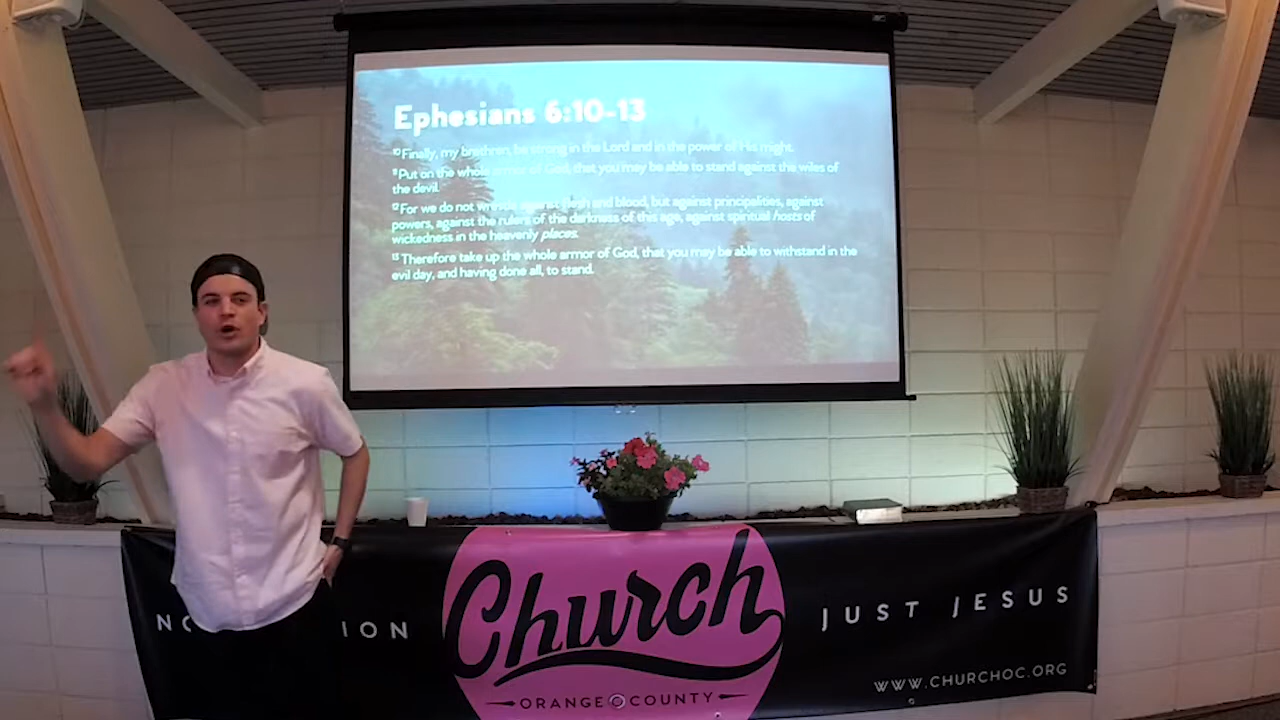 Ephesians 6:10-13
10 Finally, my brethren, be strong in the Lord and in the power of His might.
11 Put on the whole armor of God, that you may be able to stand against the wiles of
the devil.
12 For we do not wrestle against flesh and blood, but against principalities, against
powers, against the rulers of the darkness of this age, against spiritual hosts of
wickedness in the heavenly places.
13 Therefore take up the whole armor of God, that you may be able to withstand in the
evil day, and having done all, to stand.
Church
ORANGE COUNTY
JUST JESUS
WWW.CHURCHOC.ORG